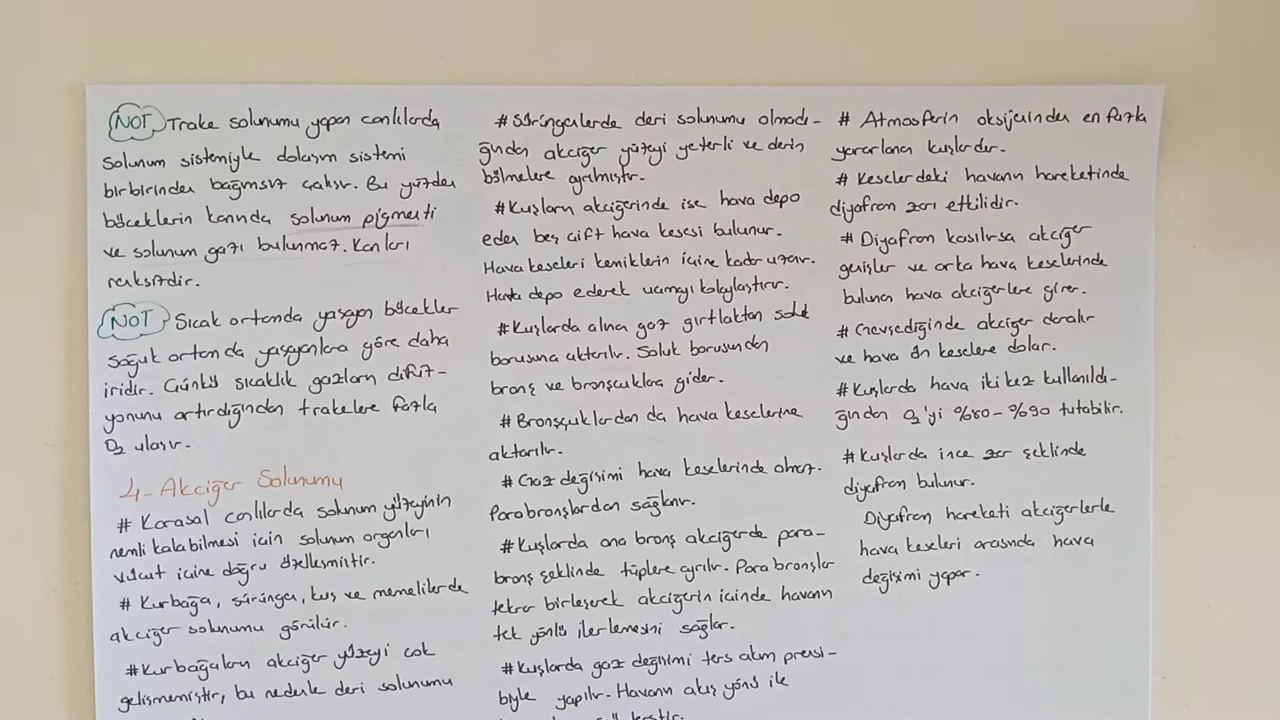 NOT Trake solunumu yapan canlılarda
Solunum sistemiyle dolaşım sistemi
birbirinden bağımsız çalışır. Bu yüzden
böceklerin kanında solunum pigmenti
ve solunum gazı bulunmaz. Kanları
renksizdir.
NOT Sıcak ortamda yaşayan böcekler
soğuk ortamda yaşayanlara göre daha
iridir. Çünkü sıcaklık gazların difüz-
yonunu artırdığından trakelere fazla
O₂ ulaşır.
4- Akciğer Solunumu
# Karasal canlılarda solunum yüzeyinin
nemli kalabilmesi için solunum organları
vücut içine doğru özelleşmiştir.
# Kurbağa, sürüngen, kuş ve memelilerde
akciğer solunumu görülür.
# Kurbağaların akciğer yüzeyi çok
gelişmemiştir, bu nedenle deri solunumu
# Sürüngenlerde deri solunumu olmadı-
ğından akciğer yüzeyi yeterli ve derin
bölmelere ayrılmıştır.
# Kuşların akciğerinde ise hava depo
eden beş çift hava kesesi bulunur.
Hava keseleri kemiklerin içine kadar uzanır.
Hava depo ederek uçmayı kolaylaştırır.
# Kuşlarda alınan gaz gırtlaktan soluk
borusuna aktarılır. Soluk borusundan
bronş ve bronşcuklara gider.
# Bronşçuklardan da hava keselerine
aktarılır.
# Gaz değişimi hava keselerinde olmaz.
Parabronşlardan sağlanır.
# Kuşlarda ana bronş akciğerde para-
bronş şeklinde tüplere ayrılır. Parabronşlar
tekrar birleşerek akciğerin içinde havanın
tek yönlü ilerlemesini sağlar.
# Kuşlarda gaz değişimi ters akım prensi-
biyle yapılır. Havanın akış yönü ile
# Atmosferin oksijeninden en fazla
yararlanan kuşlardır.
# Keselerdeki havanın hareketinde
diyafram zarı etkilidir.
# Diyafram kasılırsa akciğer
genişler ve arka hava keselerinde
bulunan hava akciğerlere girer.
# Gevşediğinde akciğer daralır
ve hava ön keselere dolar.
# Kuşlarda hava iki kez kullanıldı-
ğından O₂'yi %80-%90 tutabilir.
# Kuşlarda ince zar şeklinde
diyafram bulunur.
Diyafram hareketi akciğerlerle
hava keseleri arasında hava
değişimi yapar.